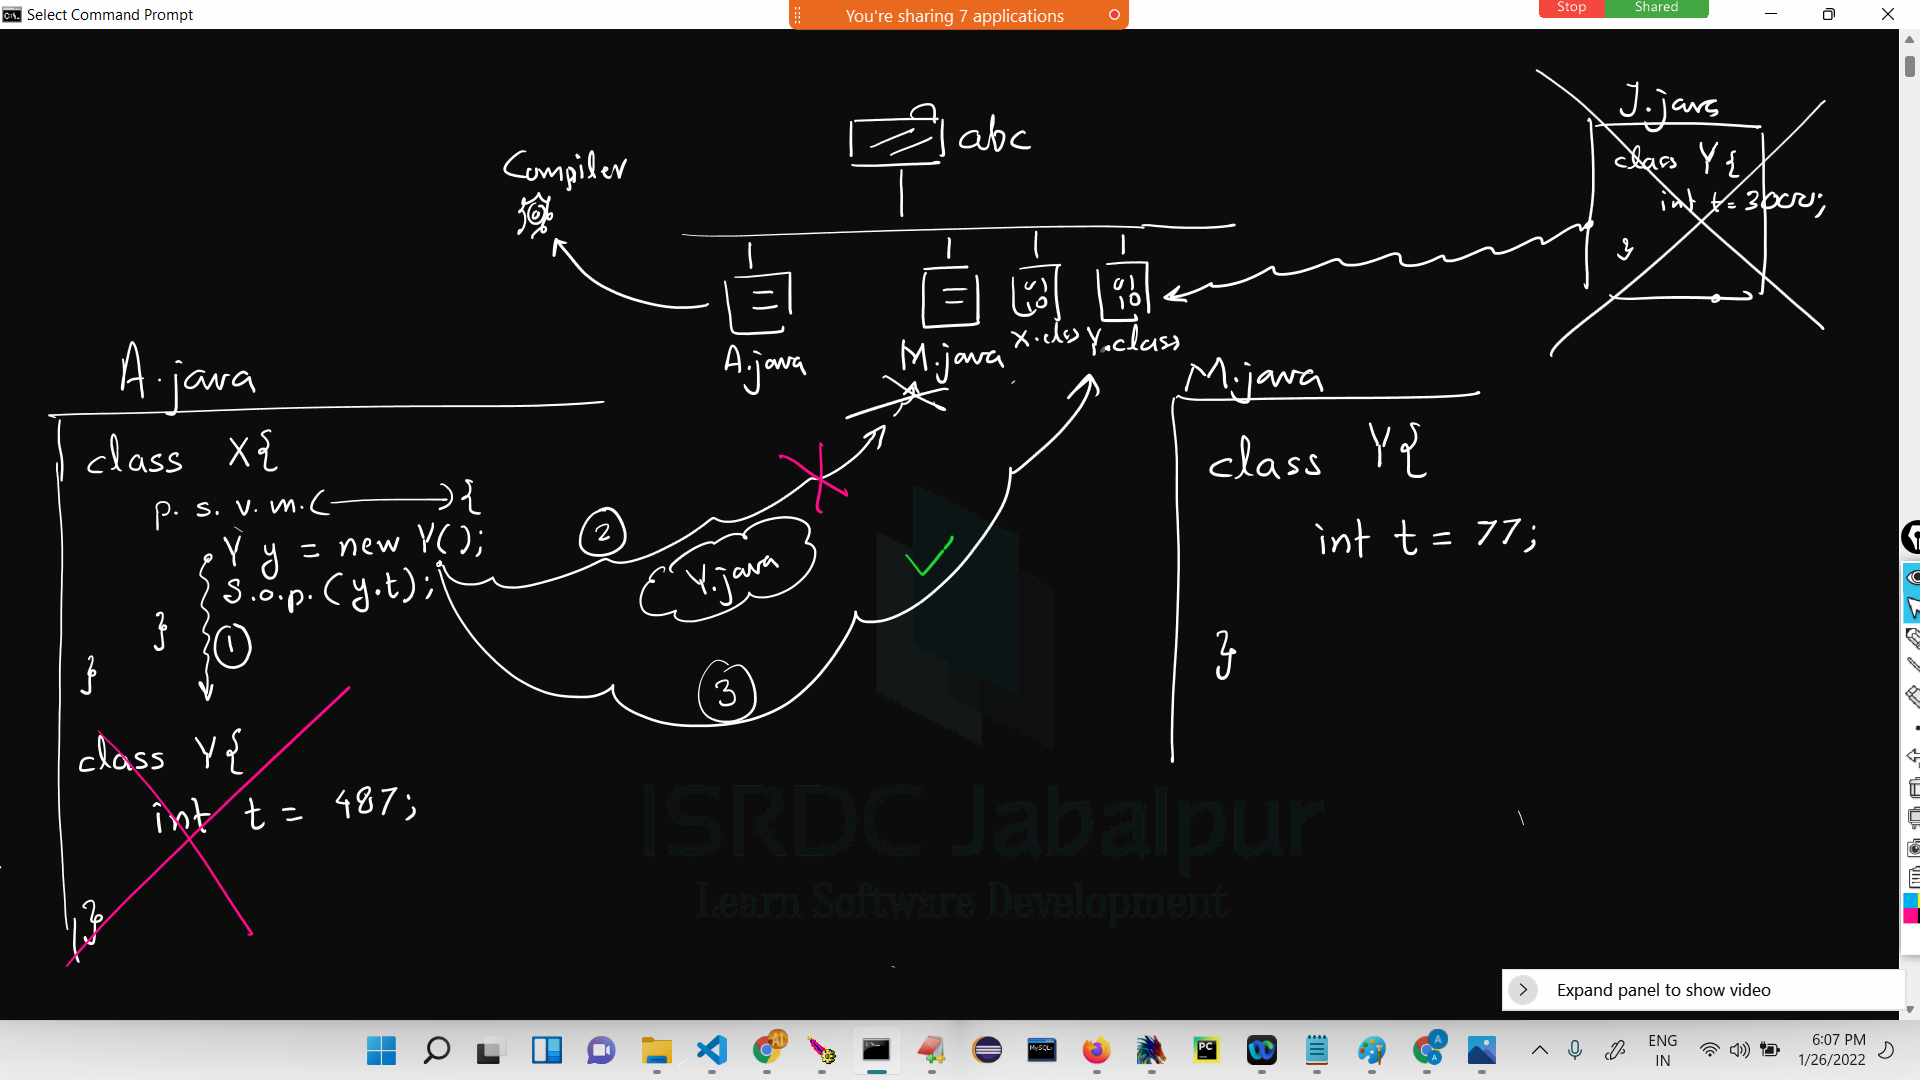 Select Command Prompt
You're sharing 7 applications
Stop
Shared
abc
Compiler
A.java
M.java
X.clss
Y.class
J.java
class Y{
int t = 3000;
}
A.java
class X{
p. s. v. m. ( ) {
Y y = new Y();
S.o.p. (y.t);
}
1
}
class Y{
int t = 487;
}
2
Y.java
3
M.java
class Y{
int t = 77;
}
ISRDC Jabalpur
Learn Software Development
Expand panel to show video
ENG
IN
6:07 PM
1/26/2022